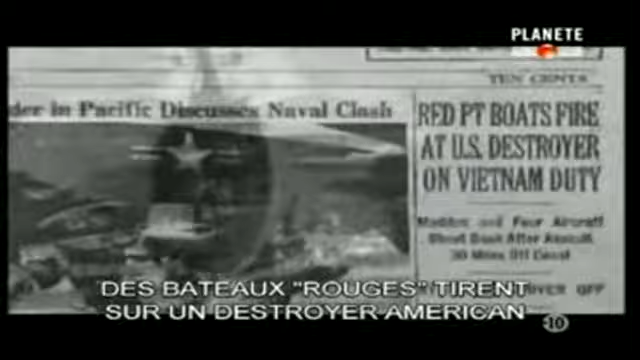 PLANETE
TEN CENTS
der in Pacific Discusses Naval Clash
RED PT BOATS FIRE
AT U.S. DESTROYER
ON VIETNAM DUTY
Maddox and Four Aircraft
Shoot Back After Assault
30 Miles Off Coast
OFF
DES BATEAUX "ROUGES" TIRENT
SUR UN DESTROYER AMERICAN
-10